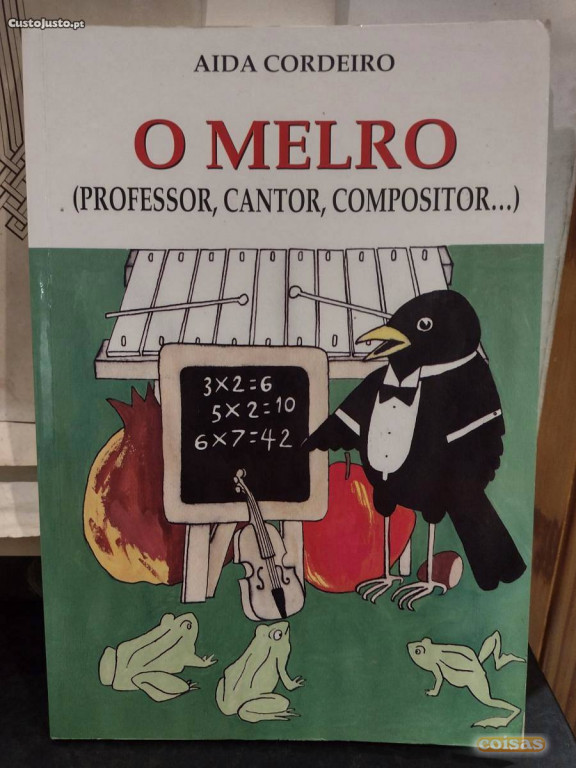 CustoJusto.pt
AIDA CORDEIRO
O MELRO
(PROFESSOR, CANTOR, COMPOSITOR...)
3×2=6
5×2=10
6×7=42
coisas